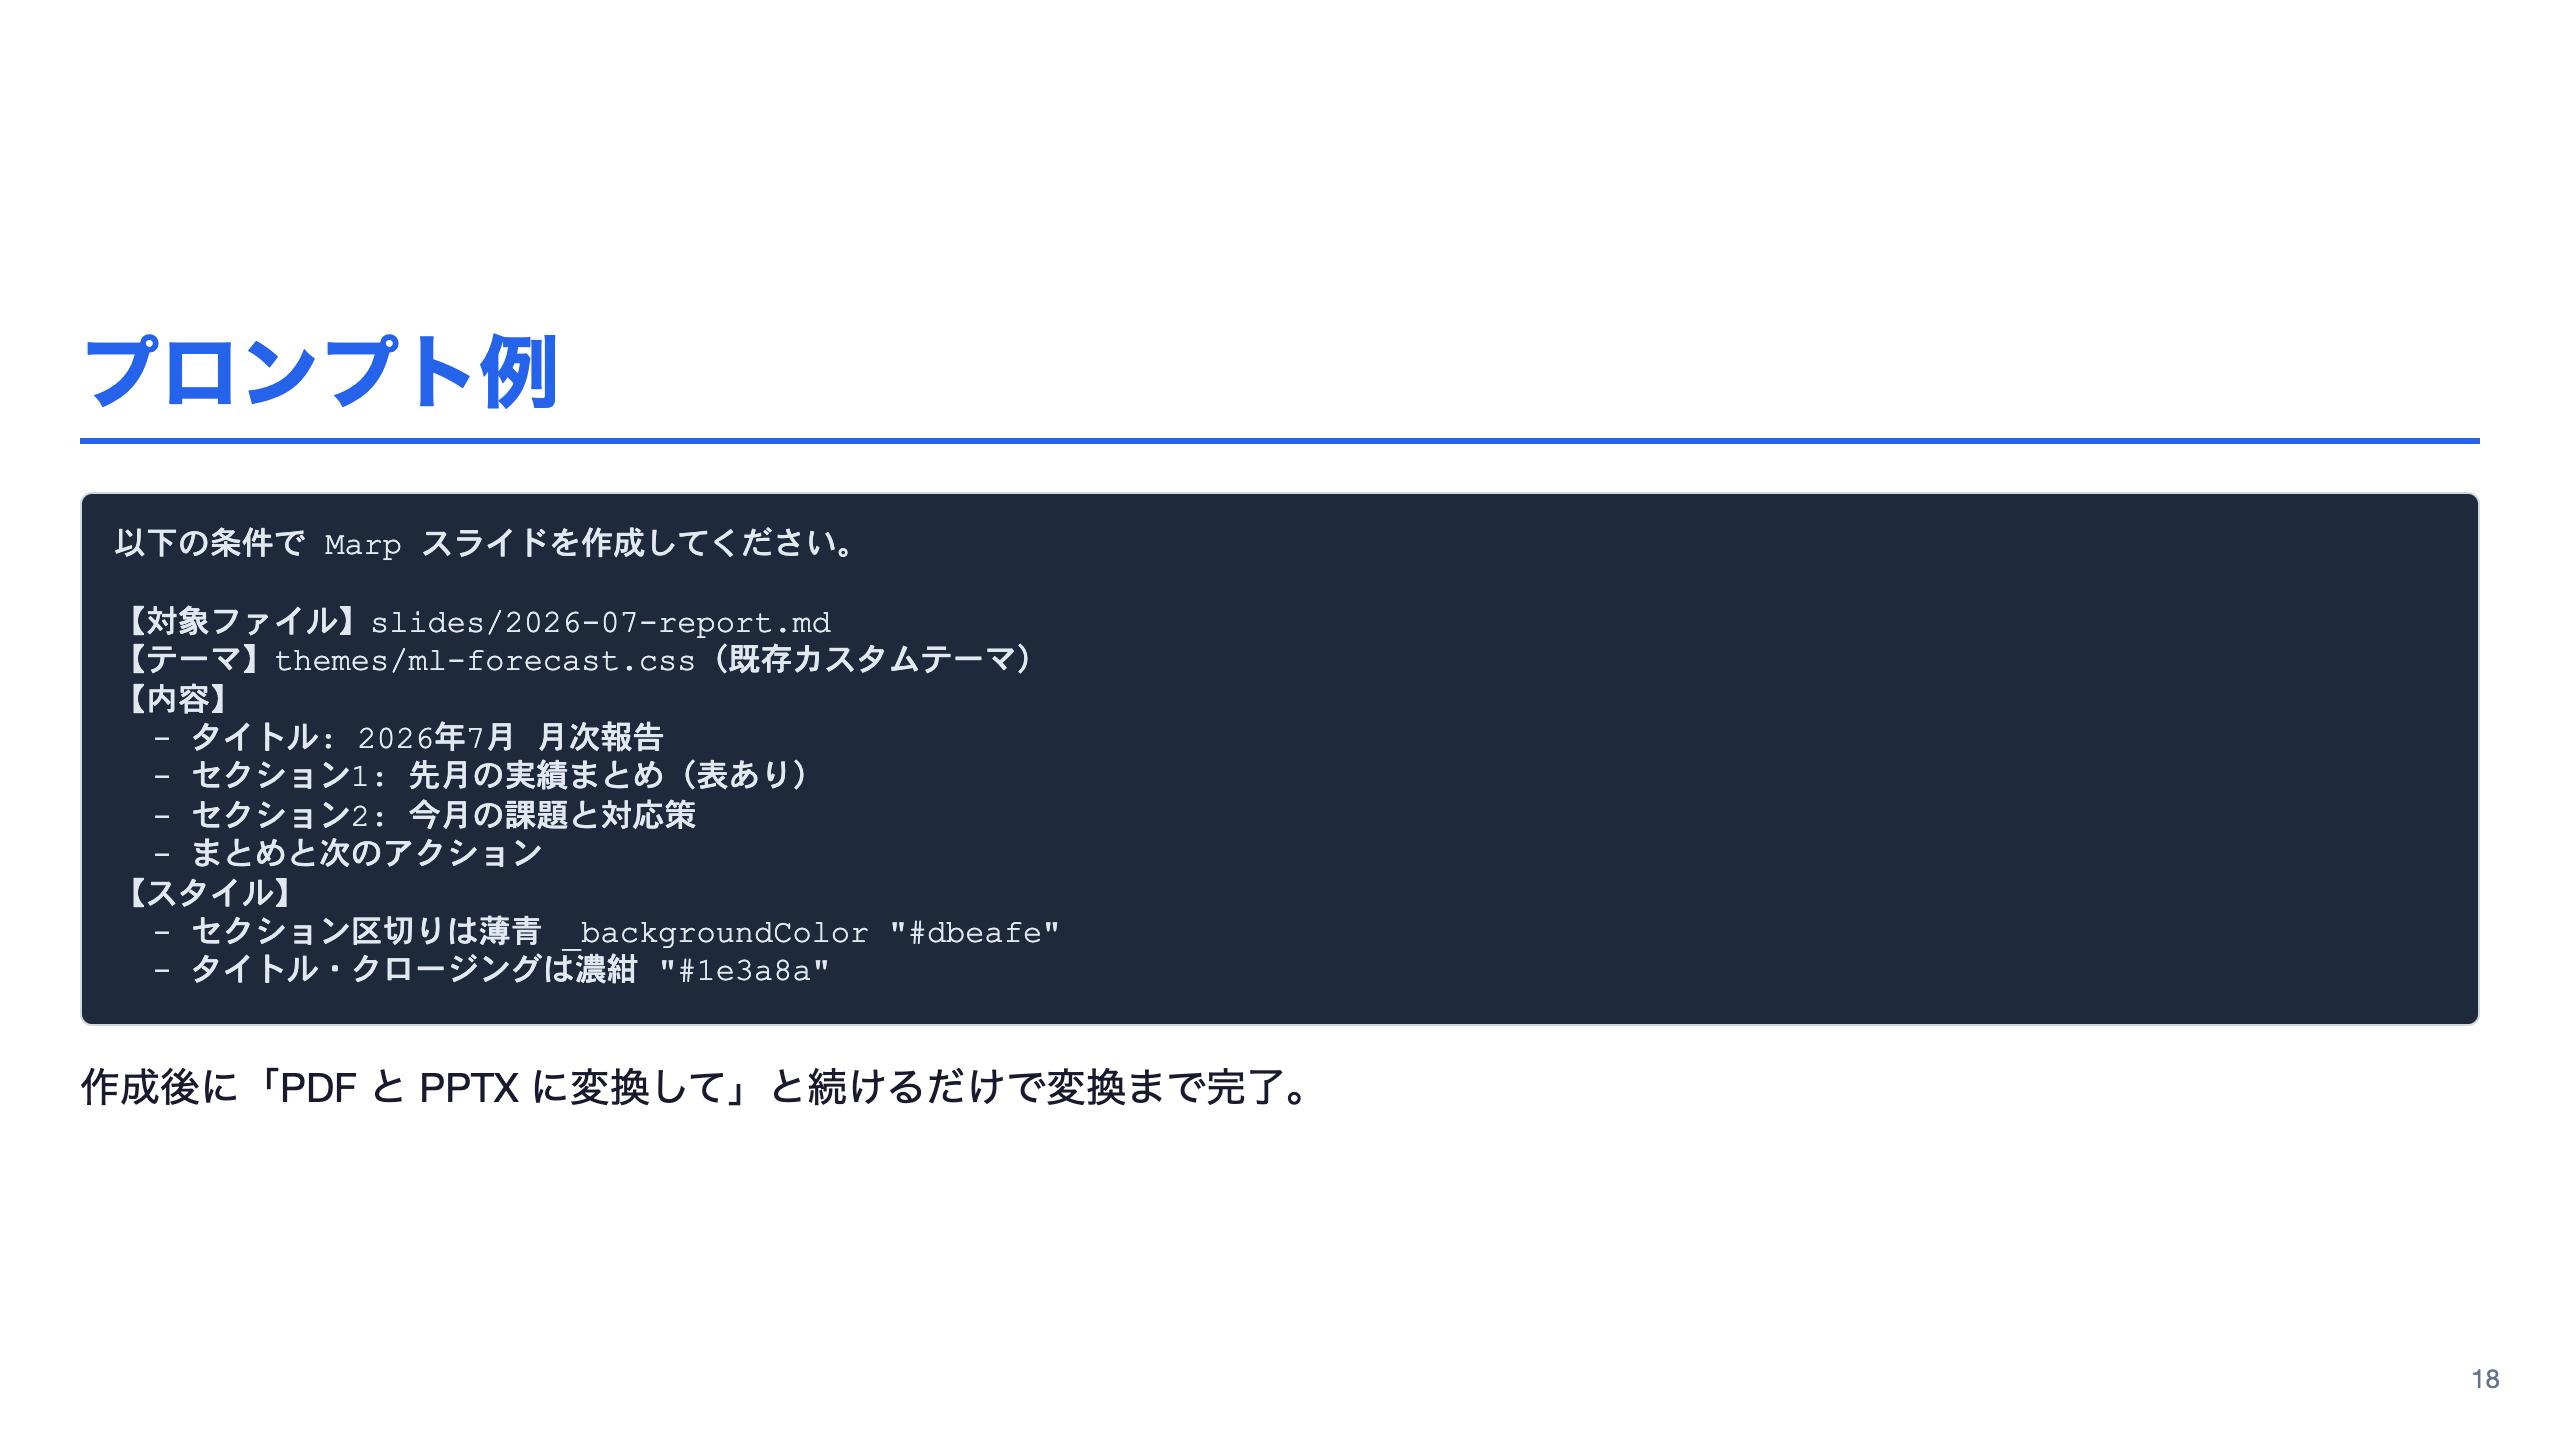 プロンプト例
以下の条件で Marp スライドを作成してください。
【対象ファイル】slides/2026-07-report.md
【テーマ】themes/ml-forecast.css（既存カスタムテーマ）
【内容】
- タイトル: 2026年7月 月次報告
- セクション1: 先月の実績まとめ（表あり）
- セクション2: 今月の課題と対応策
- まとめと次のアクション
【スタイル】
- セクション区切りは薄青 _backgroundColor "#dbeafe"
- タイトル・クロージングは濃紺 "#1e3a8a"
作成後に「PDF と PPTX に変換して」と続けるだけで変換まで完了。
18